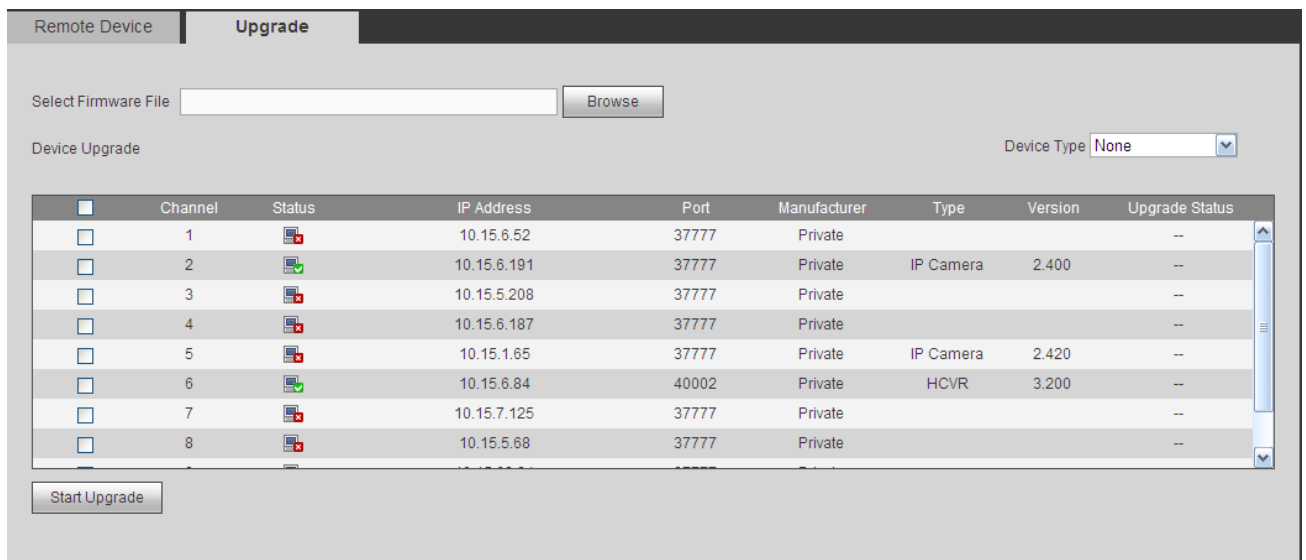 Remote Device Upgrade
Select Firmware File Browse
Device Upgrade Device Type None
Channel Status IP Address Port Manufacturer Type Version Upgrade Status
1 10.15.6.52 37777 Private --
2 10.15.6.191 37777 Private IP Camera 2.400 --
3 10.15.5.208 37777 Private --
4 10.15.6.187 37777 Private --
5 10.15.1.65 37777 Private IP Camera 2.420 --
6 10.15.6.84 40002 Private HCVR 3.200 --
7 10.15.7.125 37777 Private --
8 10.15.5.68 37777 Private --
Start Upgrade